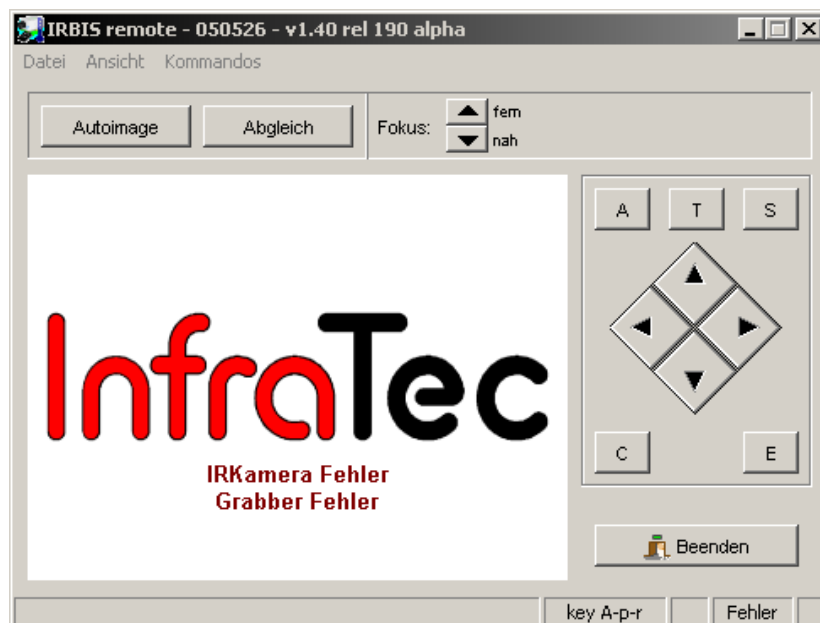 IRBIS remote - 050526 - v1.40 rel 190 alpha
Datei Ansicht Kommandos
Autoimage Abgleich Fokus: fern
nah
A T S
InfraTec
IRKamera Fehler
Grabber Fehler
C E
Beenden
key A-p-r Fehler